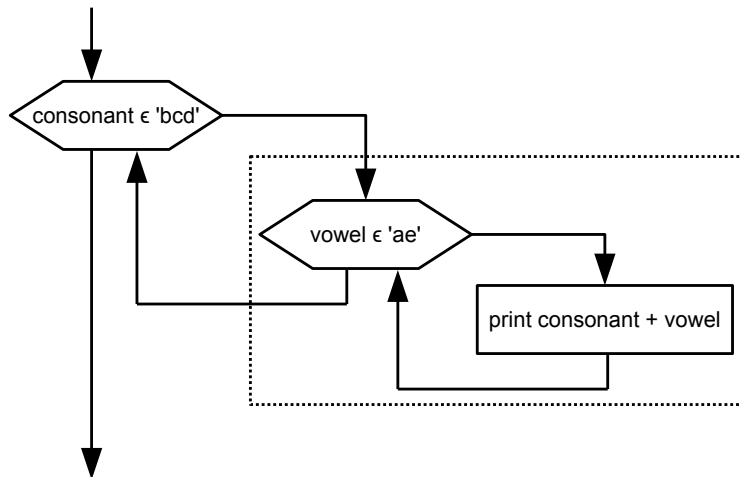 consonant ϵ 'bcd'
vowel ϵ 'ae'
print consonant + vowel